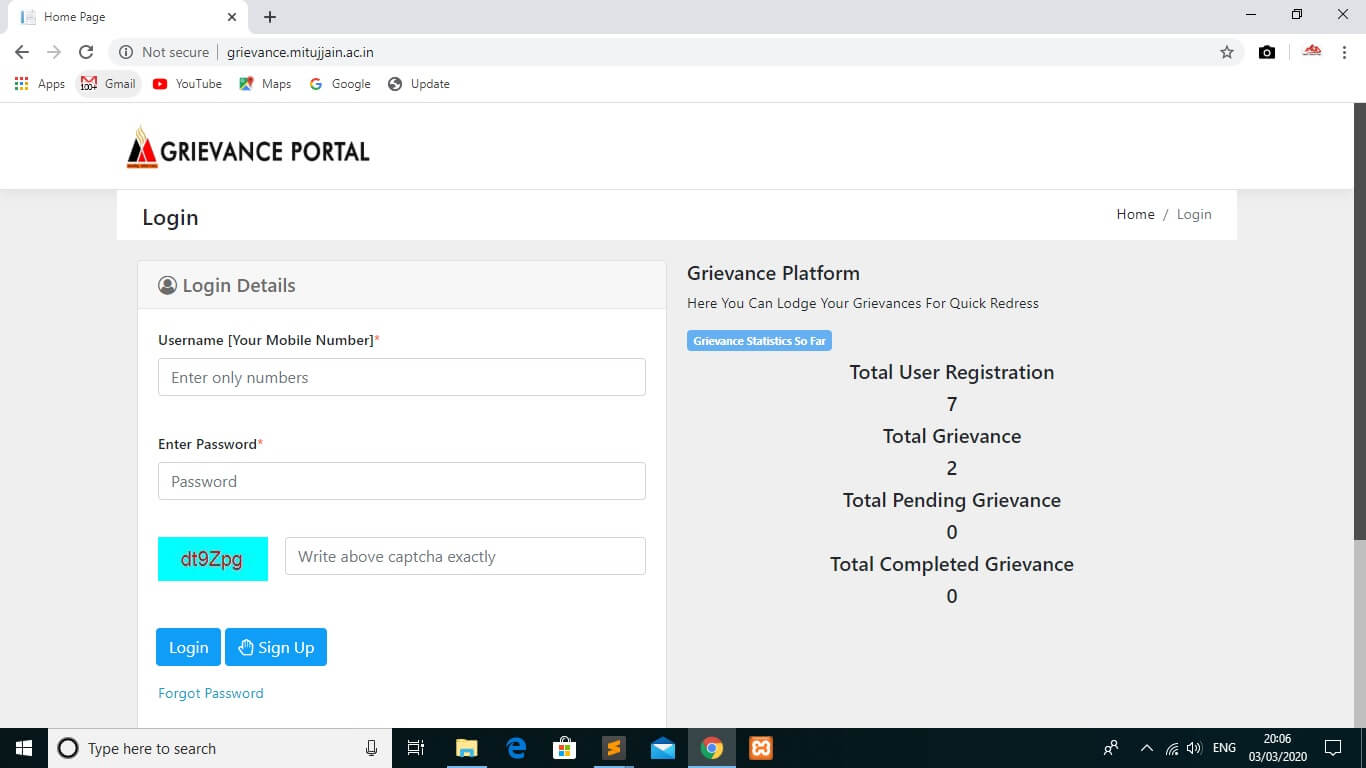 Home Page
Not secure
grievance.mitujjain.ac.in
Apps
100+
Gmail
YouTube
Maps
Google
Update
GRIEVANCE PORTAL
Login
Home / Login
Login Details
Username [Your Mobile Number]*
Enter only numbers
Enter Password*
Password
dt9Zpg
Write above captcha exactly
Login
Sign Up
Forgot Password
Grievance Platform
Here You Can Lodge Your Grievances For Quick Redress
Grievance Statistics So Far
Total User Registration
7
Total Grievance
2
Total Pending Grievance
0
Total Completed Grievance
0
Type here to search
ENG
20:06
03/03/2020